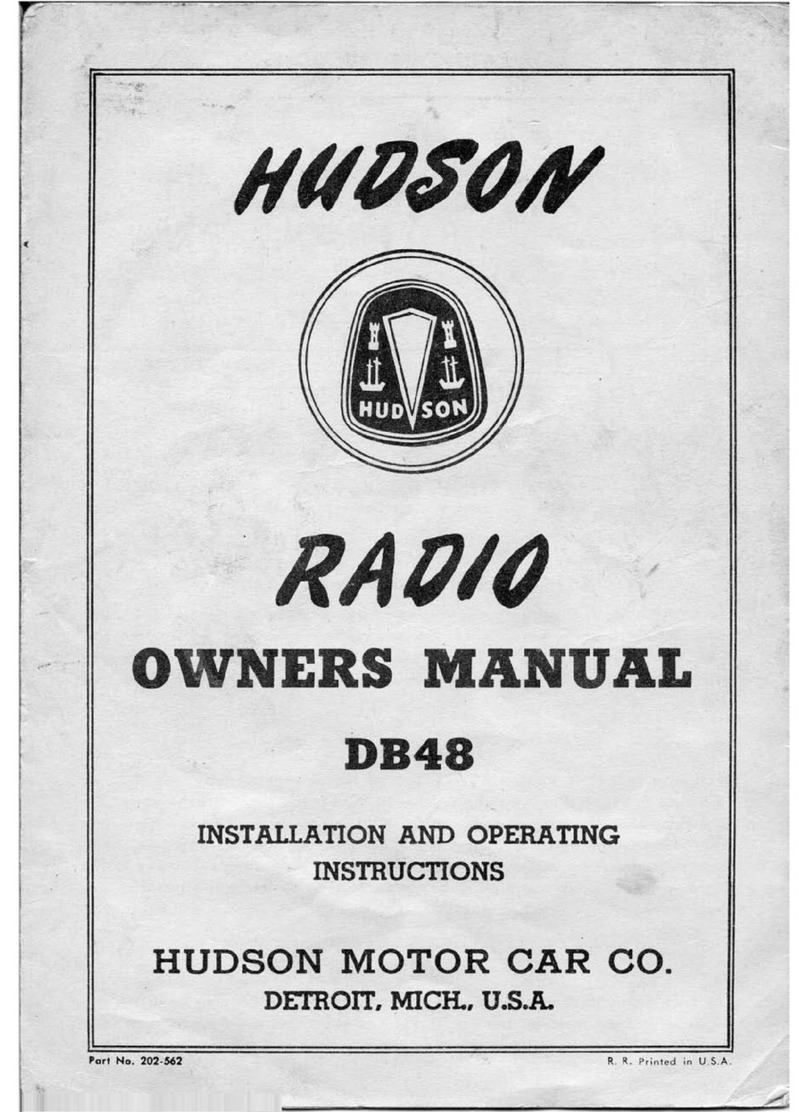 HUDSON
HUDSON
RADIO
OWNERS MANUAL
DB48
INSTALLATION AND OPERATING
INSTRUCTIONS
HUDSON MOTOR CAR CO.
DETROIT, MICH., U.S.A.
Part No. 202-562
R. R. Printed in U.S.A.